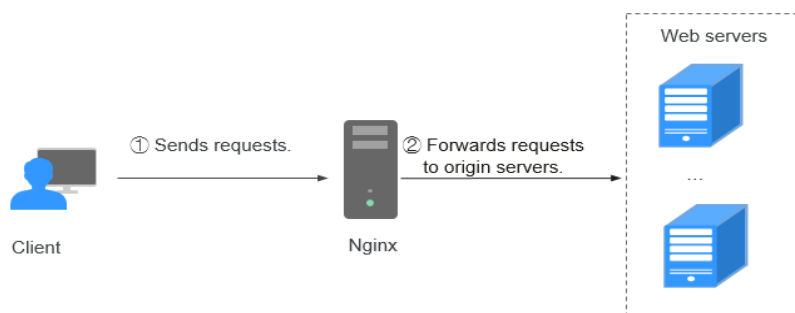 Web servers
① Sends requests.
② Forwards requests
to origin servers.
...
Client
Nginx